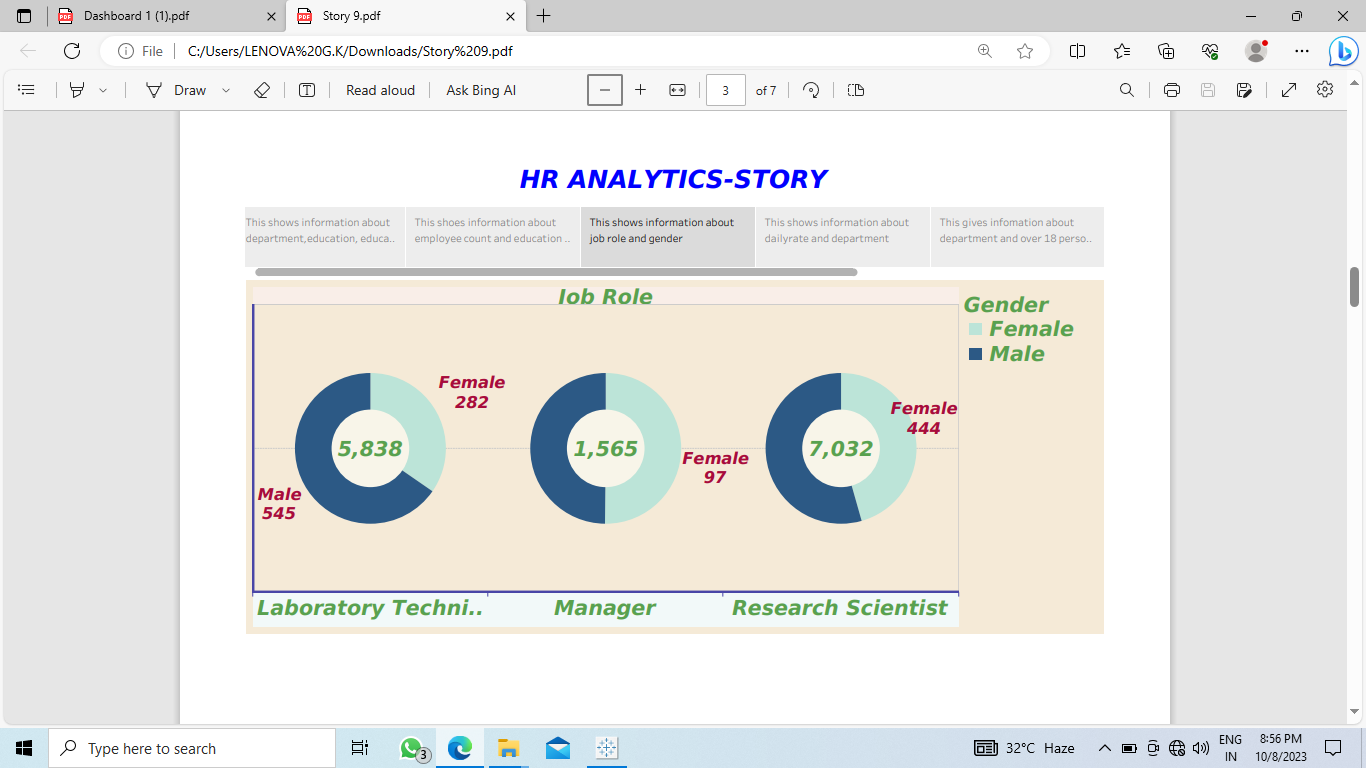 Dashboard 1 (1).pdf
Story 9.pdf
File
C:/Users/LENOVA%20G.K/Downloads/Story%209.pdf
Draw
Read aloud
Ask Bing AI
3
of 7
HR ANALYTICS-STORY
This shows information about
department,education, educa..
This shoes information about
employee count and education ..
This shows information about
job role and gender
This shows information about
dailyrate and department
This gives infomation about
department and over 18 perso..
Job Role
Gender
Female
Male
Female
282
5,838
Male
545
1,565
Female
97
Female
444
7,032
Laboratory Techni..
Manager
Research Scientist
Type here to search
3
32°C Haze
ENG
IN
8:56 PM
10/8/2023